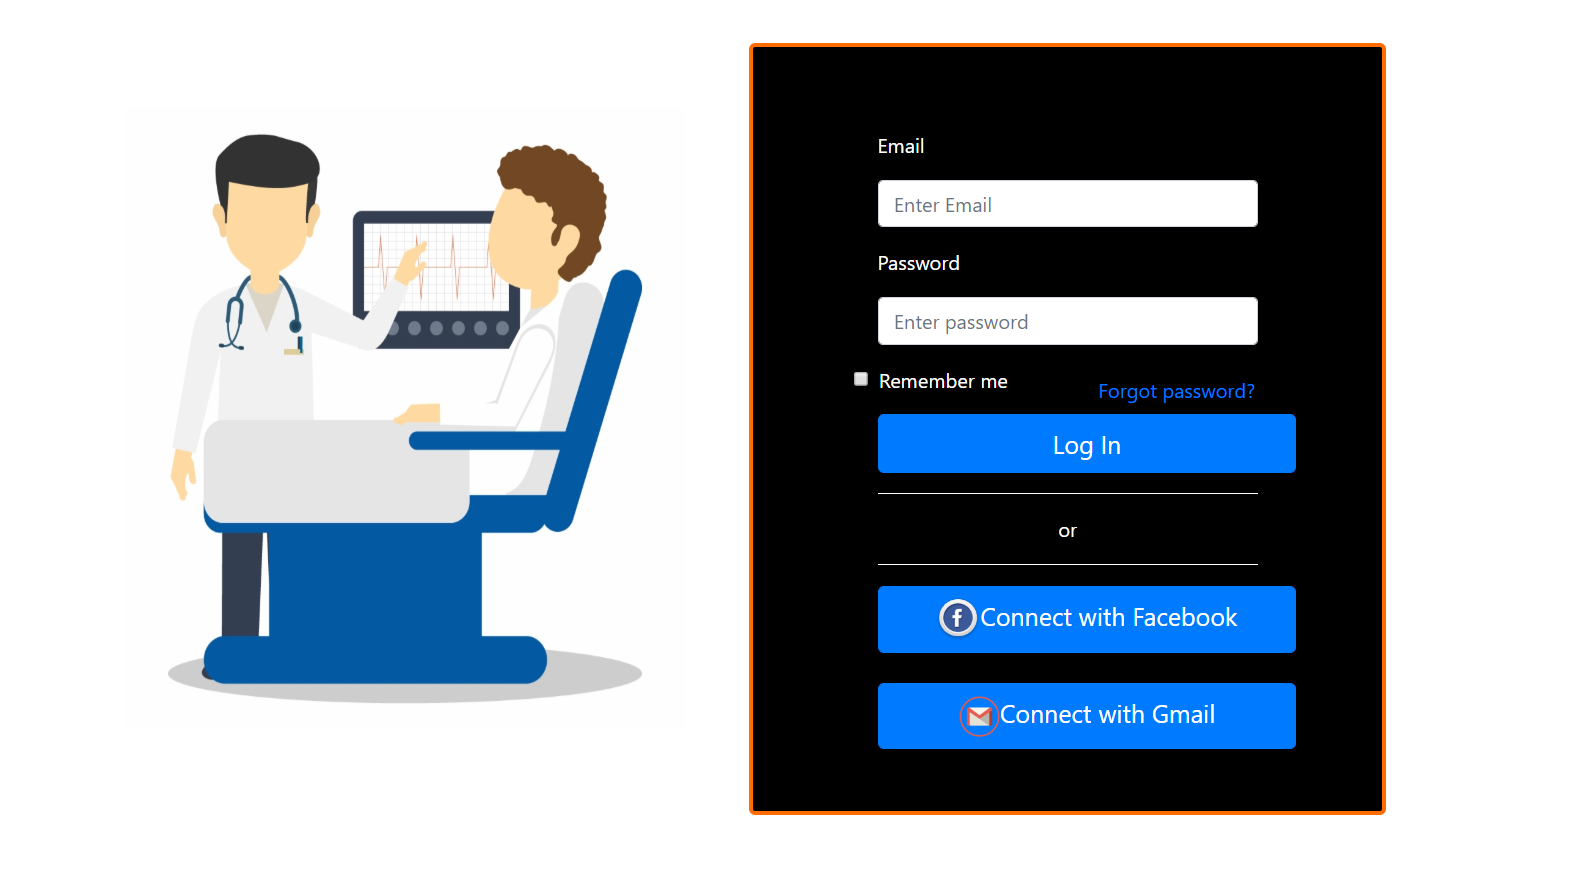 Email
Enter Email
Password
Enter password
Remember me
Forgot password?
Log In
or
f
Connect with Facebook
Connect with Gmail